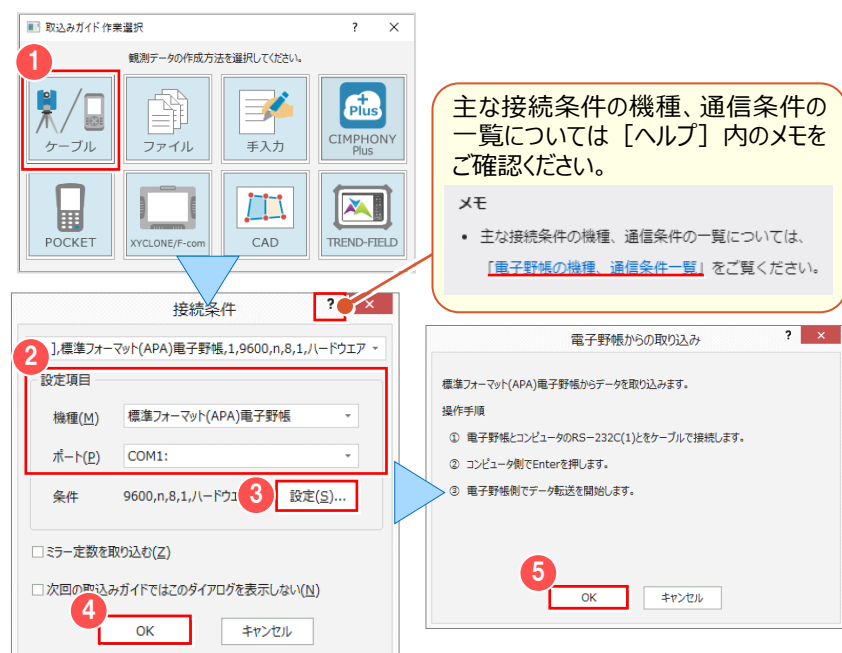 取込みガイド 作業選択
?
×
観測データの作成方法を選択してください。
1
ケーブル
ファイル
手入力
Plus
CIMPHONY
Plus
POCKET
XYCLONE/F-com
CAD
TREND-FIELD
主な接続条件の機種、通信条件の
一覧については［ヘルプ］内のメモを
ご確認ください。
メモ
• 主な接続条件の機種、通信条件の一覧については、
「電子野帳の機種、通信条件一覧」をご覧ください。
接続条件
?
×
2
],標準フォーマット(APA)電子野帳,1,9600,n,8,1,ハードウエア
設定項目
機種(M)
標準フォーマット(APA)電子野帳
ポート(P)
COM1:
条件
9600,n,8,1,ハードウエ
3
設定(S)...
ミラー定数を取り込む(Z)
次回の取込みガイドではこのダイアログを表示しない(N)
4
OK
キャンセル
電子野帳からの取り込み
?
×
標準フォーマット(APA)電子野帳からデータを取り込みます。
操作手順
① 電子野帳とコンピュータのRS-232C(1)とをケーブルで接続します。
② コンピュータ側でEnterを押します。
③ 電子野帳側でデータ転送を開始します。
5
OK
キャンセル